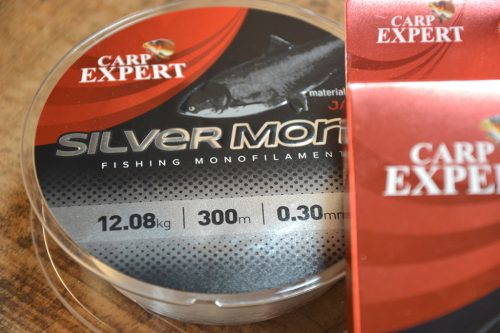 CARP
EXPERT
material
SILVER MON
FISHING MONOFILAMENT
12.08kg 300m 0.30mm
CARP
EXPERT
CARP
EXPERT